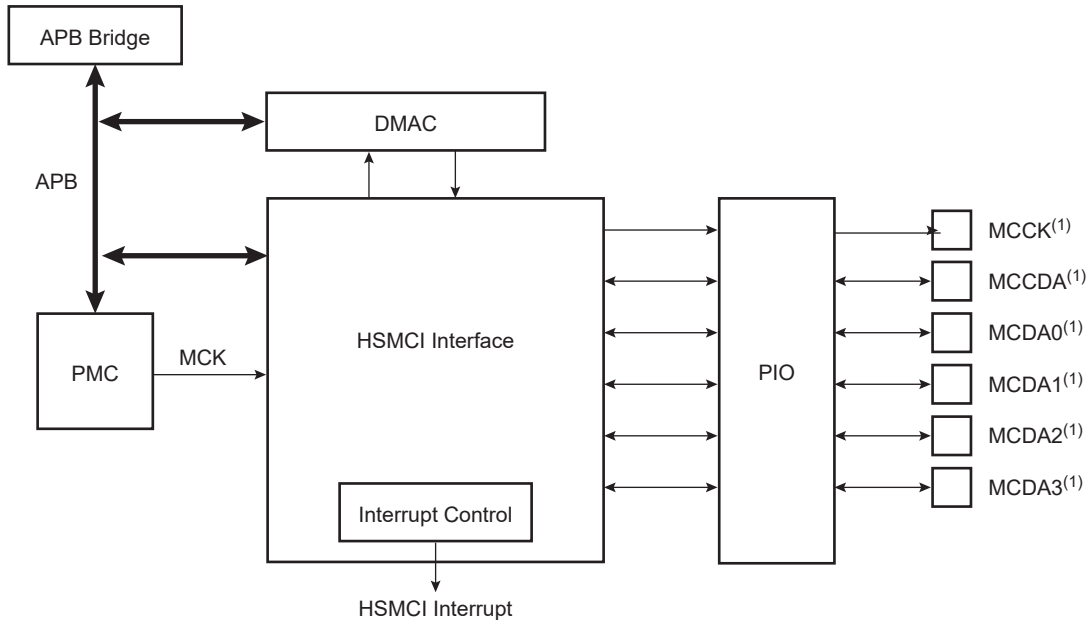 APB Bridge
DMAC
APB
MCCK(1)
MCCDA(1)
HSMCI Interface
MCDA0(1)
MCK
PMC
PIO
MCDA1(1)
MCDA2(1)
MCDA3(1)
Interrupt Control
HSMCI Interrupt